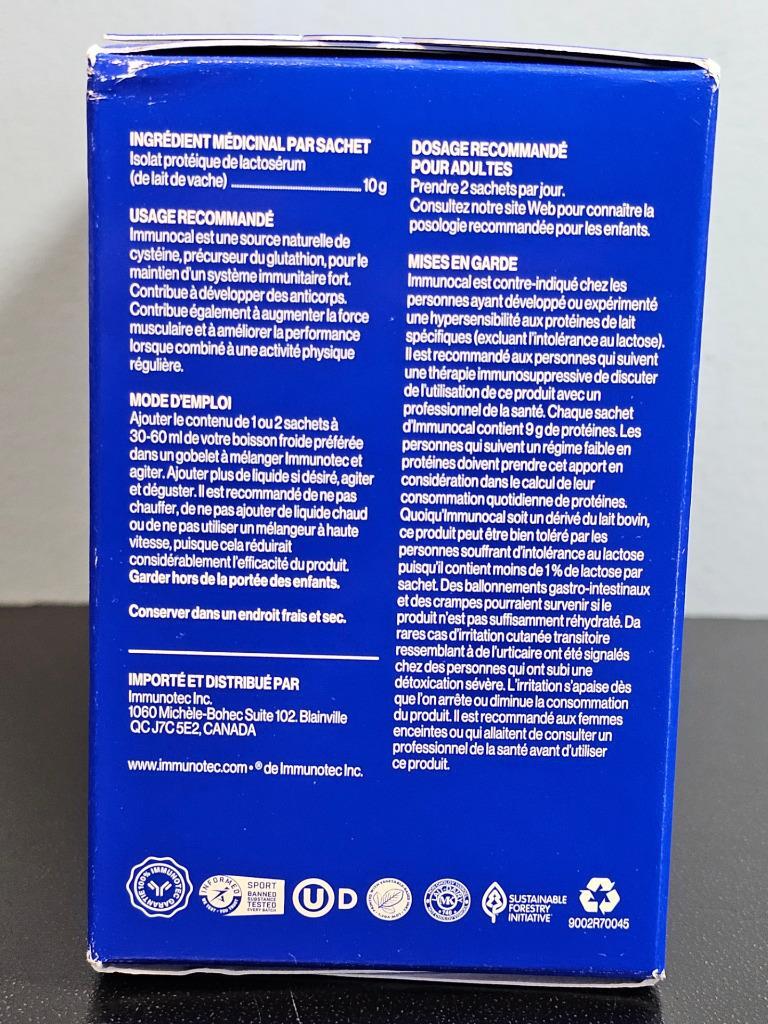 INGRÉDIENT MÉDICINAL PAR SACHET
Isolat protéique de lactosérum
(de lait de vache) ........................ 10 g
USAGE RECOMMANDÉ
Immunocal est une source naturelle de
cystéine, précurseur du glutathion, pour le
maintien d'un système immunitaire fort.
Contribue à développer des anticorps.
Contribue également à augmenter la force
musculaire et à améliorer la performance
lorsque combiné à une activité physique
régulière.
MODE D'EMPLOI
Ajouter le contenu de 1 ou 2 sachets à
30-60 ml de votre boisson froide préférée
dans un gobelet à mélanger Immunotec et
agiter. Ajouter plus de liquide si désiré, agiter
et déguster. Il est recommandé de ne pas
chauffer, de ne pas ajouter de liquide chaud
ou de ne pas utiliser un mélangeur à haute
vitesse, puisque cela réduirait
considérablement l'efficacité du produit.
Garder hors de la portée des enfants.
Conserver dans un endroit frais et sec.
IMPORTÉ ET DISTRIBUÉ PAR
Immunotec Inc.
1060 Michèle-Bohec Suite 102. Blainville
QC J7C 5E2, CANADA
www.immunotec.com • ® de Immunotec Inc.
DOSAGE RECOMMANDÉ
POUR ADULTES
Prendre 2 sachets par jour.
Consultez notre site Web pour connaître la
posologie recommandée pour les enfants.
MISES EN GARDE
Immunocal est contre-indiqué chez les
personnes ayant développé ou expérimenté
une hypersensibilité aux protéines de lait
spécifiques (excluant l'intolérance au lactose).
Il est recommandé aux personnes qui suivent
une thérapie immunosuppressive de discuter
de l'utilisation de ce produit avec un
professionnel de la santé. Chaque sachet
d'Immunocal contient 9 g de protéines. Les
personnes qui suivent un régime faible en
protéines doivent prendre cet apport en
considération dans le calcul de leur
consommation quotidienne de protéines.
Quoiqu'Immunocal soit un dérivé du lait bovin,
ce produit peut être bien toléré par les
personnes souffrant d'intolérance au lactose
puisqu'il contient moins de 1 % de lactose par
sachet. Des ballonnements gastro-intestinaux
et des crampes pourraient survenir si le
produit n'est pas suffisamment réhydraté. Da
rares cas d'irritation cutanée transitoire
ressemblant à de l'urticaire ont été signalés
chez des personnes qui ont subi une
détoxication sévère. L'irritation s'apaise dès
que l'on arrête ou diminue la consommation
du produit. Il est recommandé aux femmes
enceintes ou qui allaitent de consulter un
professionnel de la santé avant d'utiliser
ce produit.
100% IMMUNOTEC GARANTIE
INFORMED
WE TEST • YOU TRUST
SPORT
BANNED
SUBSTANCE
TESTED
EVERY BATCH
U D
MK
SUSTAINABLE
FORESTRY
INITIATIVE
9002R70045